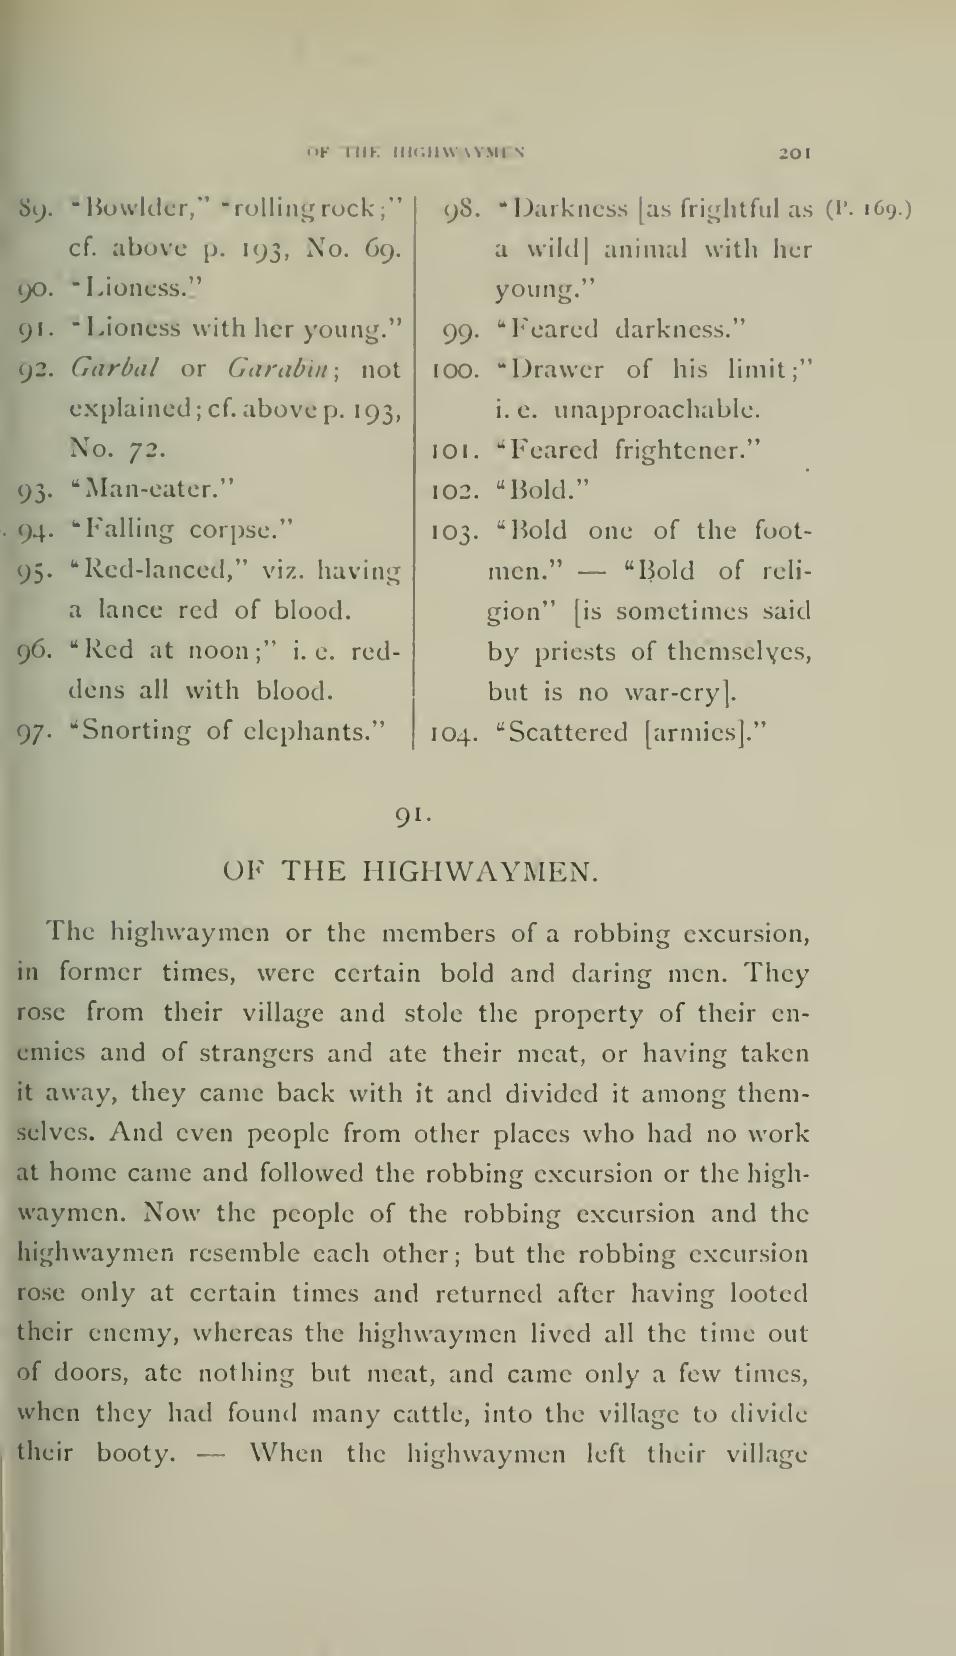 OF THE HIGHWAYMEN 201
89. "Bowlder," "rolling rock;"
cf. above p. 193, No. 69.
90. "Lioness."
91. "Lioness with her young."
92. Garbal or Garabin; not
explained; cf. above p. 193,
No. 72.
93. "Man-eater."
94. "Falling corpse."
95. "Red-lanced," viz. having
a lance red of blood.
96. "Red at noon;" i. e. red-
dens all with blood.
97. "Snorting of elephants."
98. "Darkness [as frightful as (P. 169.)
a wild] animal with her
young."
99. "Feared darkness."
100. "Drawer of his limit;"
i. e. unapproachable.
101. "Feared frightener."
102. "Bold."
103. "Bold one of the foot-
men." — "Bold of reli-
gion" [is sometimes said
by priests of themselves,
but is no war-cry].
104. "Scattered [armies]."
91.
OF THE HIGHWAYMEN.
The highwaymen or the members of a robbing excursion,
in former times, were certain bold and daring men. They
rose from their village and stole the property of their en-
emies and of strangers and ate their meat, or having taken
it away, they came back with it and divided it among them-
selves. And even people from other places who had no work
at home came and followed the robbing excursion or the high-
waymen. Now the people of the robbing excursion and the
highwaymen resemble each other; but the robbing excursion
rose only at certain times and returned after having looted
their enemy, whereas the highwaymen lived all the time out
of doors, ate nothing but meat, and came only a few times,
when they had found many cattle, into the village to divide
their booty. — When the highwaymen left their village